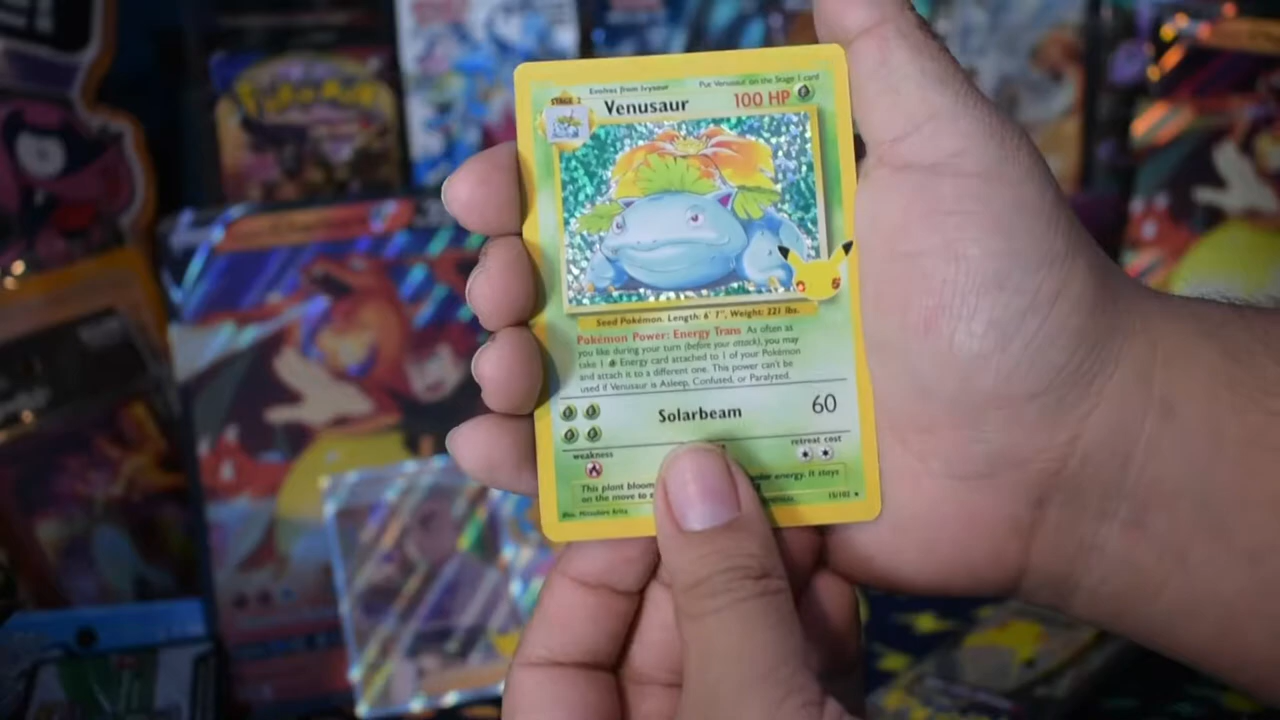 Pokémon
Evolves from Ivysaur
Put Venusaur on the Stage 1 card
STAGE 2
Venusaur
100 HP
Seed Pokémon. Length: 6' 7", Weight: 221 lbs.
Pokémon Power: Energy Trans As often as
you like during your turn (before your attack), you may
take 1 Energy card attached to 1 of your Pokémon
and attach it to a different one. This power can't be
used if Venusaur is Asleep, Confused, or Paralyzed.
Solarbeam
60
weakness
retreat cost
This plant bloom
energy. It stays
on the move to
Illus. Mitsuhiro Arita
15/102